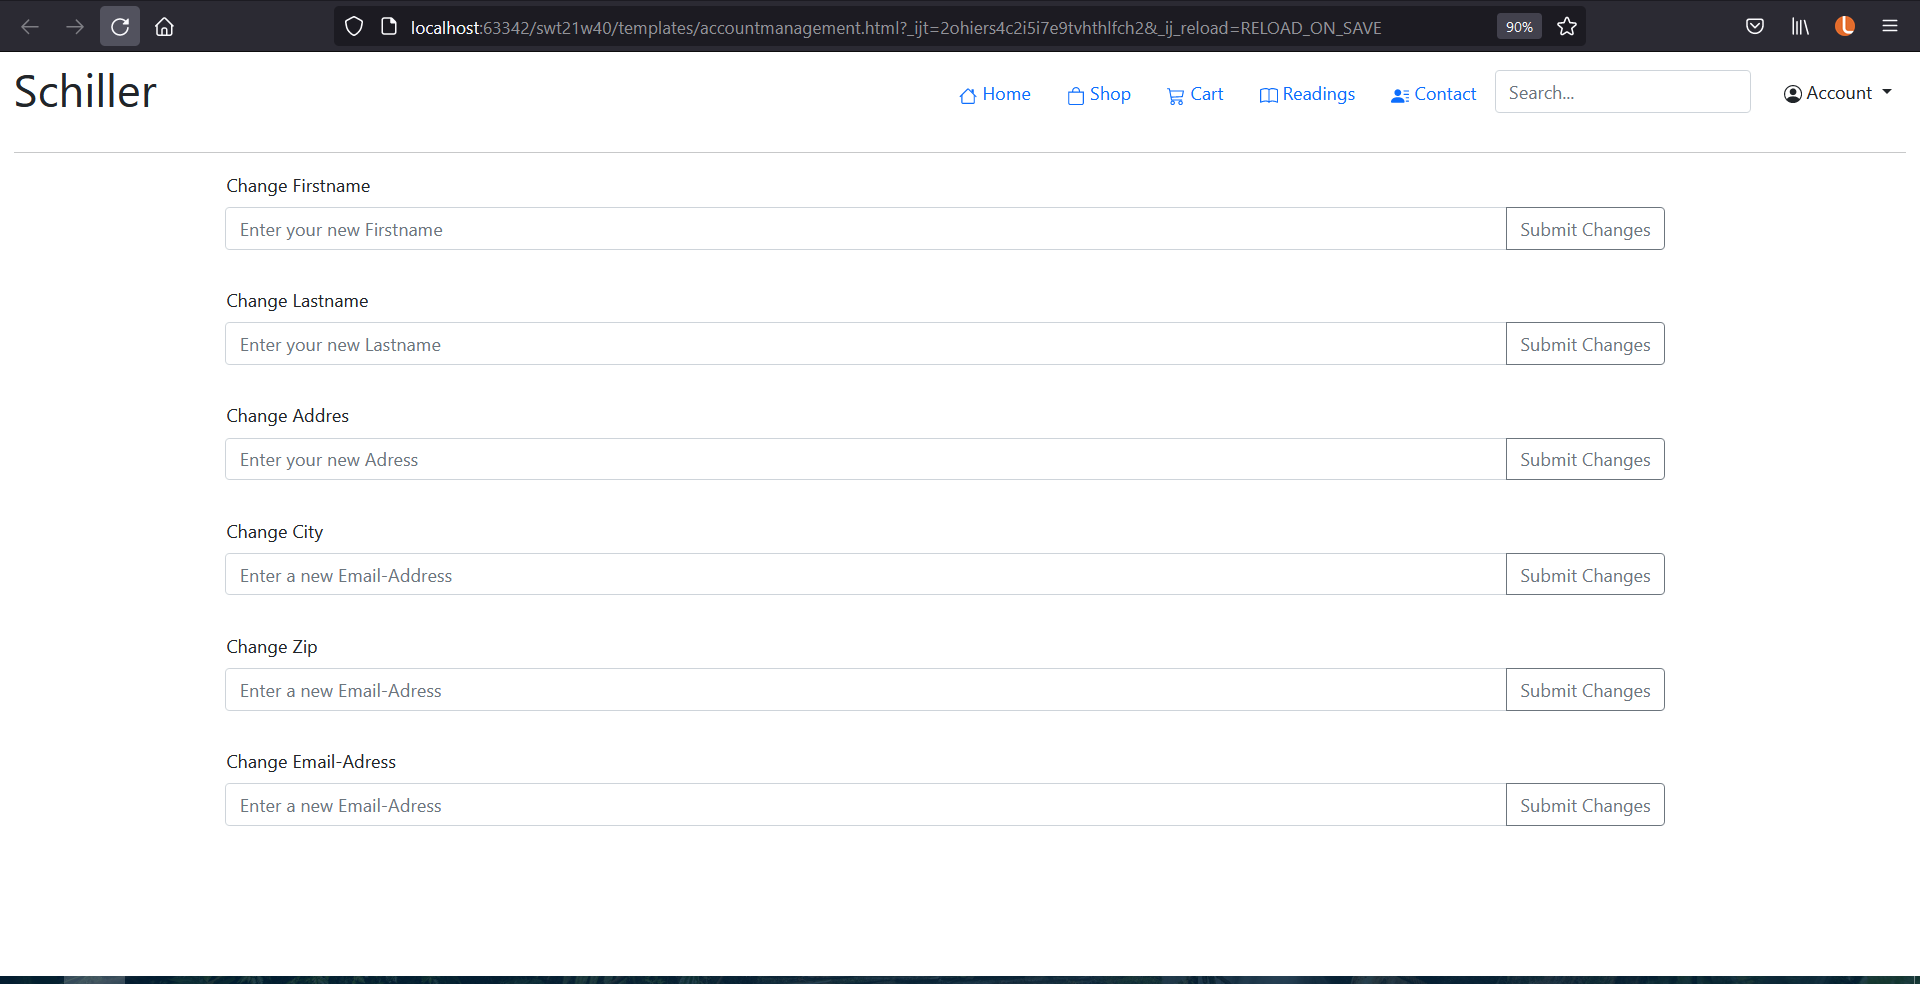 localhost:63342/swt21w40/templates/accountmanagement.html?_ijt=2ohiers4c2i5i7e9tvhthlfch2&_ij_reload=RELOAD_ON_SAVE 90%
Schiller Home Shop Cart Readings Contact Search... Account
Change Firstname
Enter your new Firstname Submit Changes
Change Lastname
Enter your new Lastname Submit Changes
Change Addres
Enter your new Adress Submit Changes
Change City
Enter a new Email-Address Submit Changes
Change Zip
Enter a new Email-Adress Submit Changes
Change Email-Adress
Enter a new Email-Adress Submit Changes